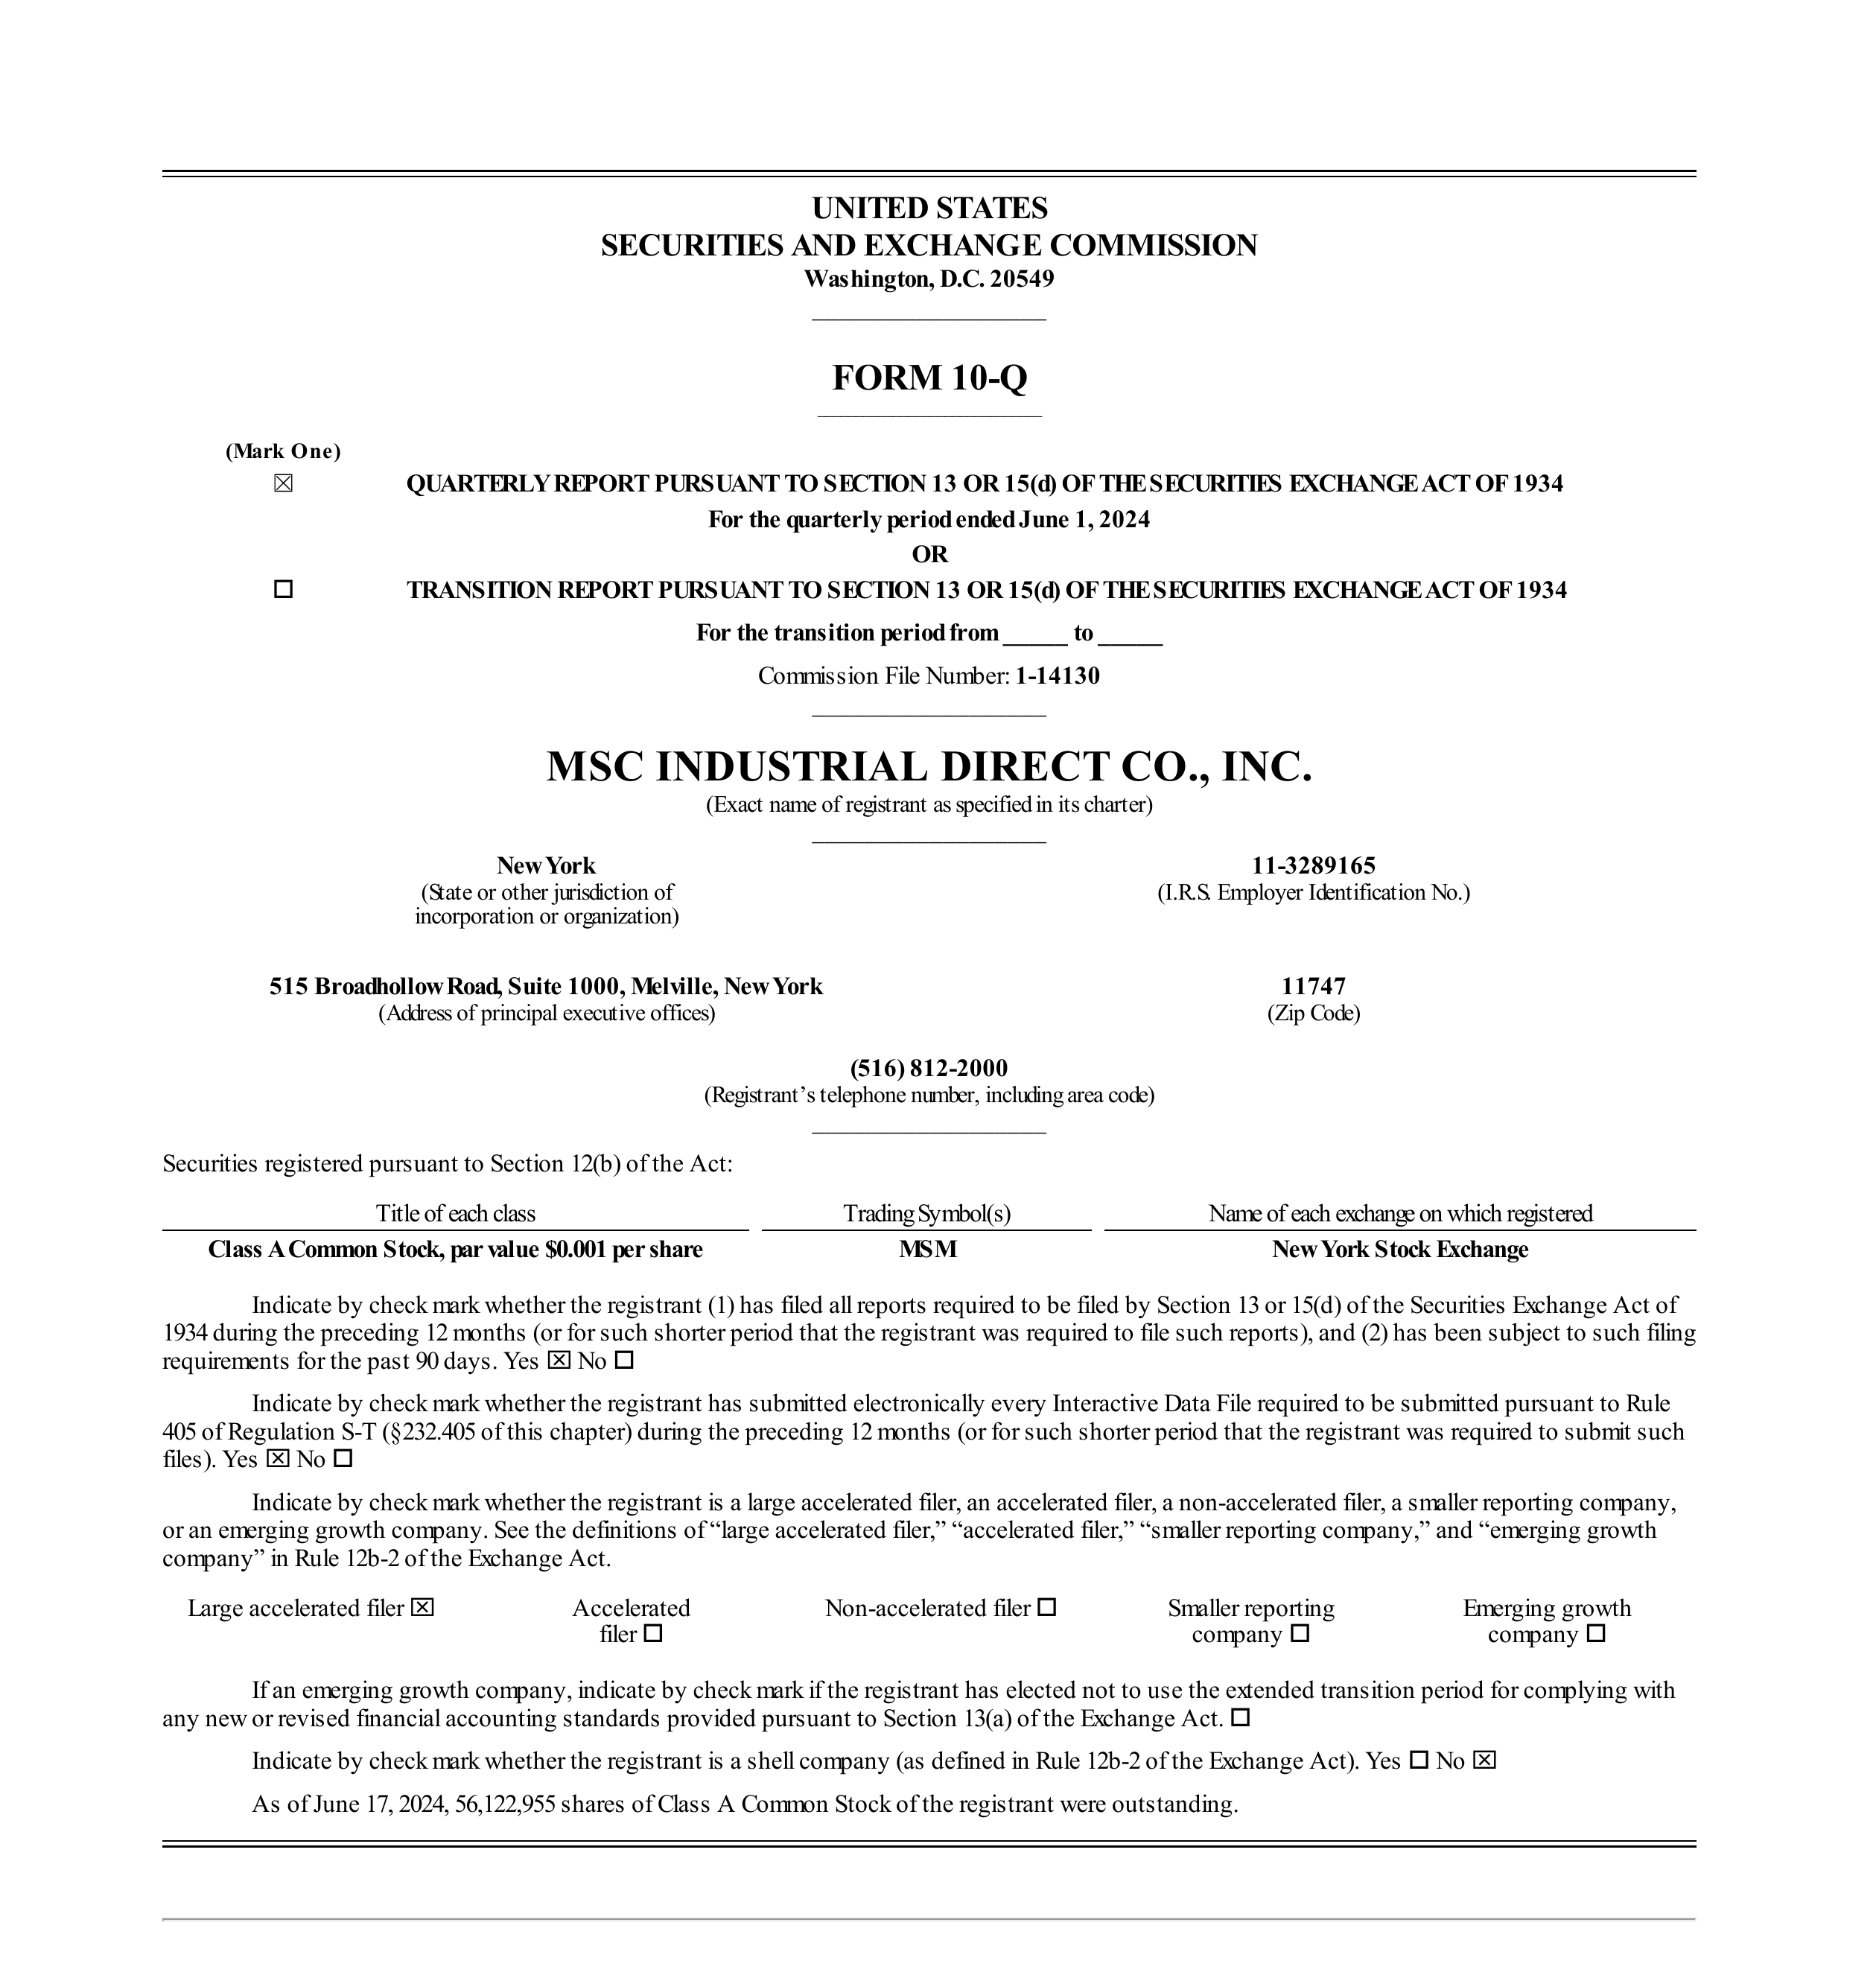 UNITED STATES
SECURITIES AND EXCHANGE COMMISSION
Washington, D.C. 20549
FORM 10-Q
(Mark One)
☒ QUARTERLY REPORT PURSUANT TO SECTION 13 OR 15(d) OF THE SECURITIES EXCHANGE ACT OF 1934
For the quarterly period ended June 1, 2024
OR
☐ TRANSITION REPORT PURSUANT TO SECTION 13 OR 15(d) OF THE SECURITIES EXCHANGE ACT OF 1934
For the transition period from _____ to _____
Commission File Number: 1-14130
MSC INDUSTRIAL DIRECT CO., INC.
(Exact name of registrant as specified in its charter)
New York 11-3289165
(State or other jurisdiction of (I.R.S. Employer Identification No.)
incorporation or organization)
515 Broadhollow Road, Suite 1000, Melville, New York 11747
(Address of principal executive offices) (Zip Code)
(516) 812-2000
(Registrant’s telephone number, including area code)
Securities registered pursuant to Section 12(b) of the Act:
Title of each class Trading Symbol(s) Name of each exchange on which registered
Class A Common Stock, par value $0.001 per share MSM New York Stock Exchange
Indicate by check mark whether the registrant (1) has filed all reports required to be filed by Section 13 or 15(d) of the Securities Exchange Act of
1934 during the preceding 12 months (or for such shorter period that the registrant was required to file such reports), and (2) has been subject to such filing
requirements for the past 90 days. Yes ☒ No ☐
Indicate by check mark whether the registrant has submitted electronically every Interactive Data File required to be submitted pursuant to Rule
405 of Regulation S-T (§232.405 of this chapter) during the preceding 12 months (or for such shorter period that the registrant was required to submit such
files). Yes ☒ No ☐
Indicate by check mark whether the registrant is a large accelerated filer, an accelerated filer, a non-accelerated filer, a smaller reporting company,
or an emerging growth company. See the definitions of “large accelerated filer,” “accelerated filer,” “smaller reporting company,” and “emerging growth
company” in Rule 12b-2 of the Exchange Act.
Large accelerated filer ☒ Accelerated Non-accelerated filer ☐ Smaller reporting Emerging growth
filer ☐ company ☐ company ☐
If an emerging growth company, indicate by check mark if the registrant has elected not to use the extended transition period for complying with
any new or revised financial accounting standards provided pursuant to Section 13(a) of the Exchange Act. ☐
Indicate by check mark whether the registrant is a shell company (as defined in Rule 12b-2 of the Exchange Act). Yes ☐ No ☒
As of June 17, 2024, 56,122,955 shares of Class A Common Stock of the registrant were outstanding.